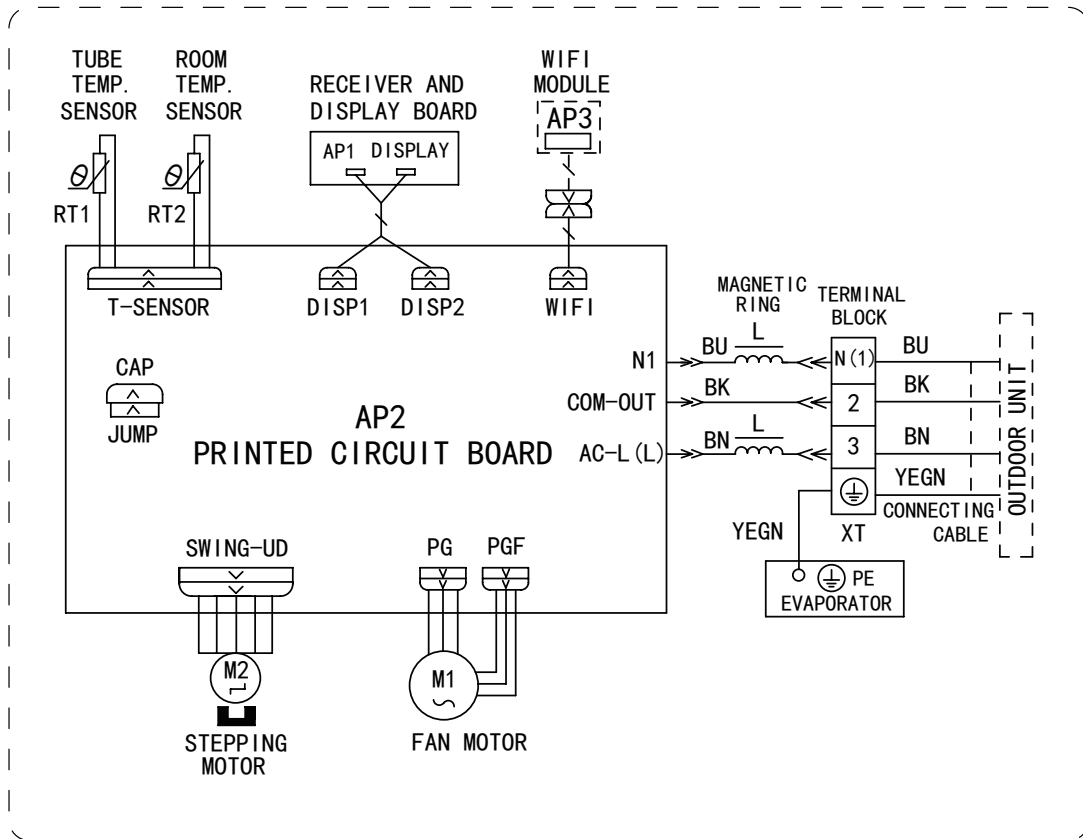 TUBE
TEMP.
SENSOR
ROOM
TEMP.
SENSOR
RECEIVER AND
DISPLAY BOARD
WIFI
MODULE
AP3
AP1 DISPLAY
θ
RT1
θ
RT2
T-SENSOR
DISP1
DISP2
WIFI
MAGNETIC
RING
TERMINAL
BLOCK
N1
BU
L
N(1)
BU
CAP
JUMP
COM-OUT
BK
2
BK
AP2
PRINTED CIRCUIT BOARD
AC-L(L)
BN
L
3
BN
YEGN
OUTDOOR UNIT
CONNECTING
CABLE
XT
YEGN
PE
EVAPORATOR
SWING-UD
PG
PGF
M2
M1
STEPPING
MOTOR
FAN MOTOR